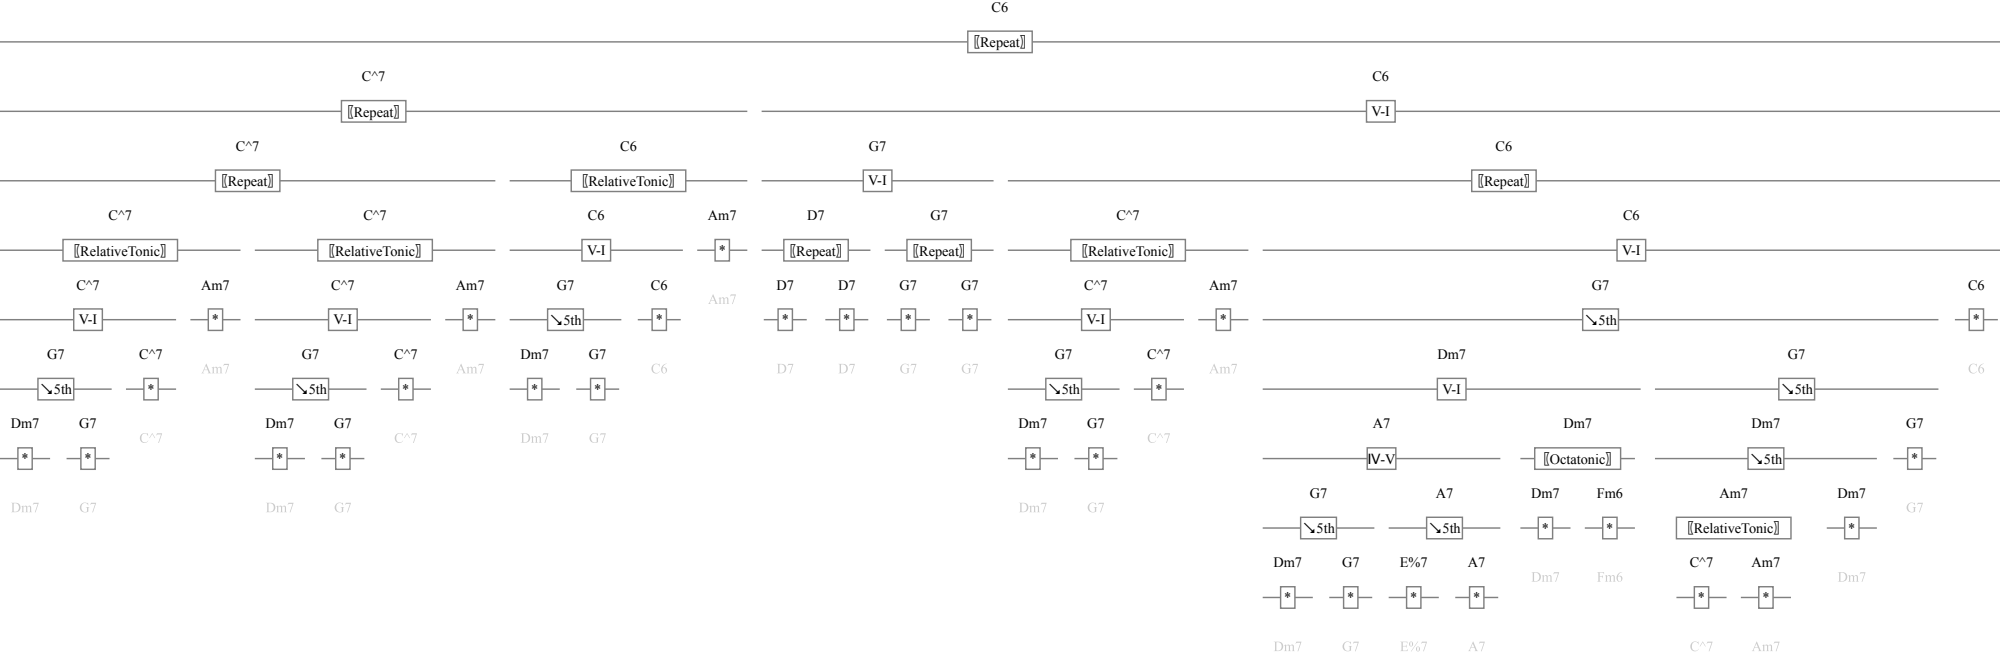 C6
⟦Repeat⟧
C^7 C6
⟦Repeat⟧ V-I
C^7 C6 G7 C6
⟦Repeat⟧ ⟦RelativeTonic⟧ V-I ⟦Repeat⟧
C^7 C^7 C6 Am7 D7 G7 C^7 C6
⟦RelativeTonic⟧ ⟦RelativeTonic⟧ V-I * ⟦Repeat⟧ ⟦Repeat⟧ ⟦RelativeTonic⟧ V-I
C^7 Am7 C^7 Am7 G7 C6 Am7 D7 D7 G7 G7 C^7 Am7 G7 C6
V-I * V-I * ↘5th * * * * * V-I * ↘5th *
G7 C^7 Am7 G7 C^7 Am7 Dm7 G7 C6 D7 D7 G7 G7 G7 C^7 Am7 Dm7 G7 C6
↘5th * ↘5th * * * ↘5th * V-I ↘5th
Dm7 G7 C^7 Dm7 G7 C^7 Dm7 G7 Dm7 G7 C^7 A7 Dm7 Dm7 G7
* * * * * * Ⅳ-V ⟦Octatonic⟧ ↘5th *
Dm7 G7 Dm7 G7 Dm7 G7 G7 A7 Dm7 Fm6 Am7 Dm7 G7
↘5th ↘5th * * ⟦RelativeTonic⟧ *
Dm7 G7 E%7 A7 Dm7 Fm6 C^7 Am7 Dm7
* * * * * *
Dm7 G7 E%7 A7 C^7 Am7